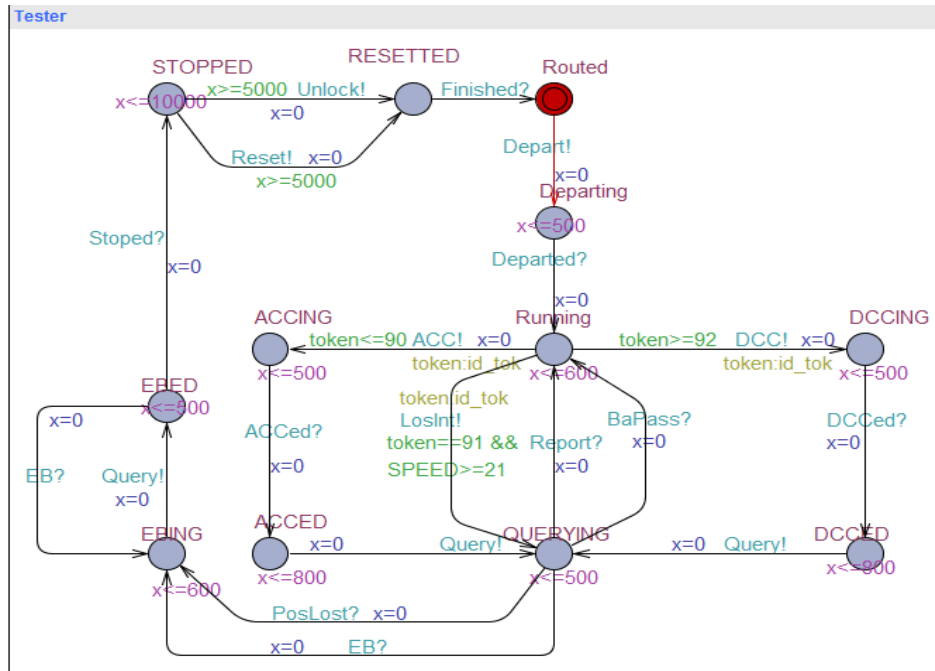 Tester
RESETTED
Routed
STOPPED
x>=5000 Unlock!
Finished?
x<=10000
x=0
Depart!
Reset! x=0
x>=5000
x=0
Departing
x<=500
Stoped?
Departed?
x=0
x=0
ACCING
Running
DCCING
token<=90 ACC! x=0
token>=92 DCC! x=0
token:id_tok
token:id_tok
x<=500
x<=600
x<=500
EBED
token:id_tok
x<=500
x=0
ACCed?
LosInt!
BaPass?
DCCed?
token==91 &&
Report?
x=0
x=0
EB?
Query!
x=0
SPEED>=21
x=0
x=0
EBING
ACCED
QUERYING
DCCED
x=0
Query!
x=0
Query!
x<=600
x<=800
x<=500
x<=800
PosLost? x=0
x=0
EB?